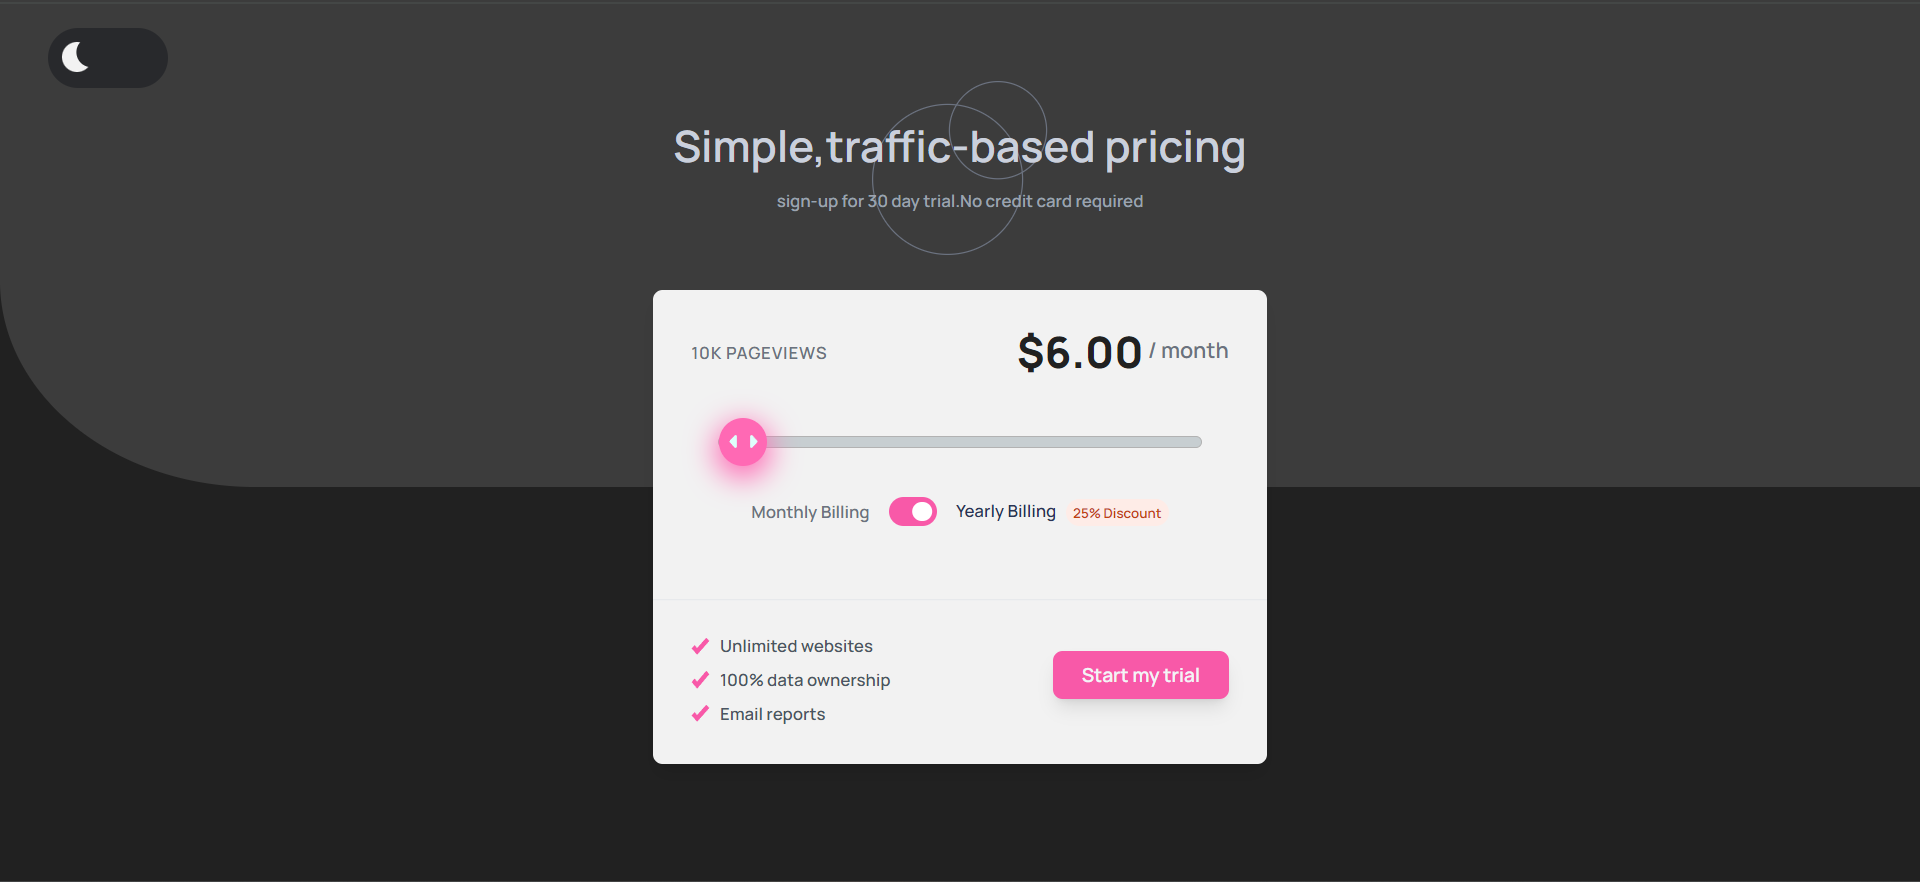 Simple,traffic-based pricing
sign-up for 30 day trial.No credit card required
10K PAGEVIEWS
$6.00 / month
Monthly Billing
Yearly Billing
25% Discount
Unlimited websites
100% data ownership
Email reports
Start my trial